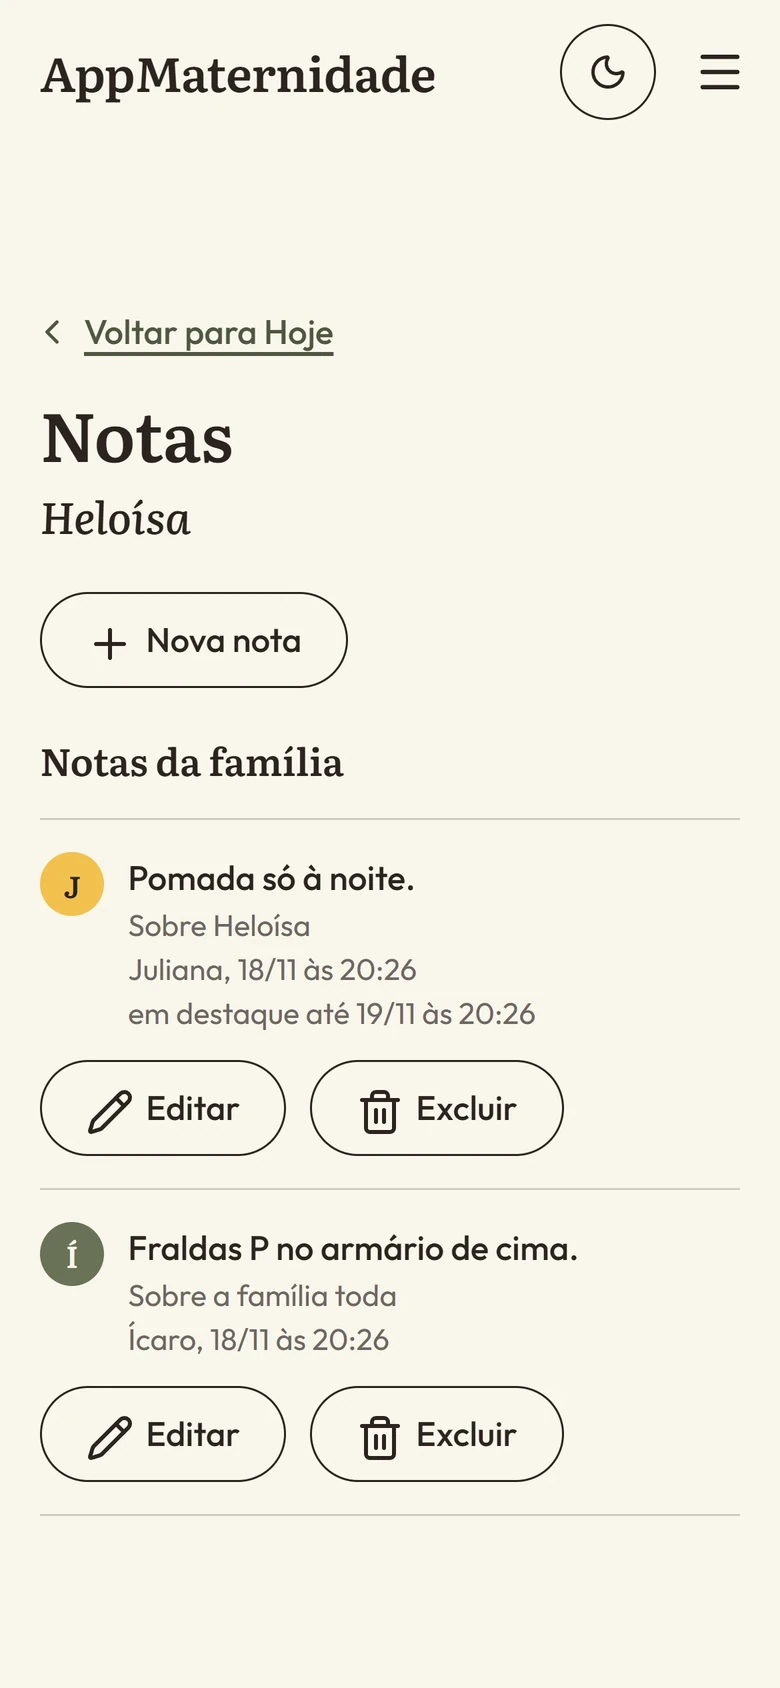 AppMaternidade
Voltar para Hoje
Notas
Heloísa
Nova nota
Notas da família
J
Pomada só à noite.
Sobre Heloísa
Juliana, 18/11 às 20:26
em destaque até 19/11 às 20:26
Editar
Excluir
Í
Fraldas P no armário de cima.
Sobre a família toda
Ícaro, 18/11 às 20:26
Editar
Excluir